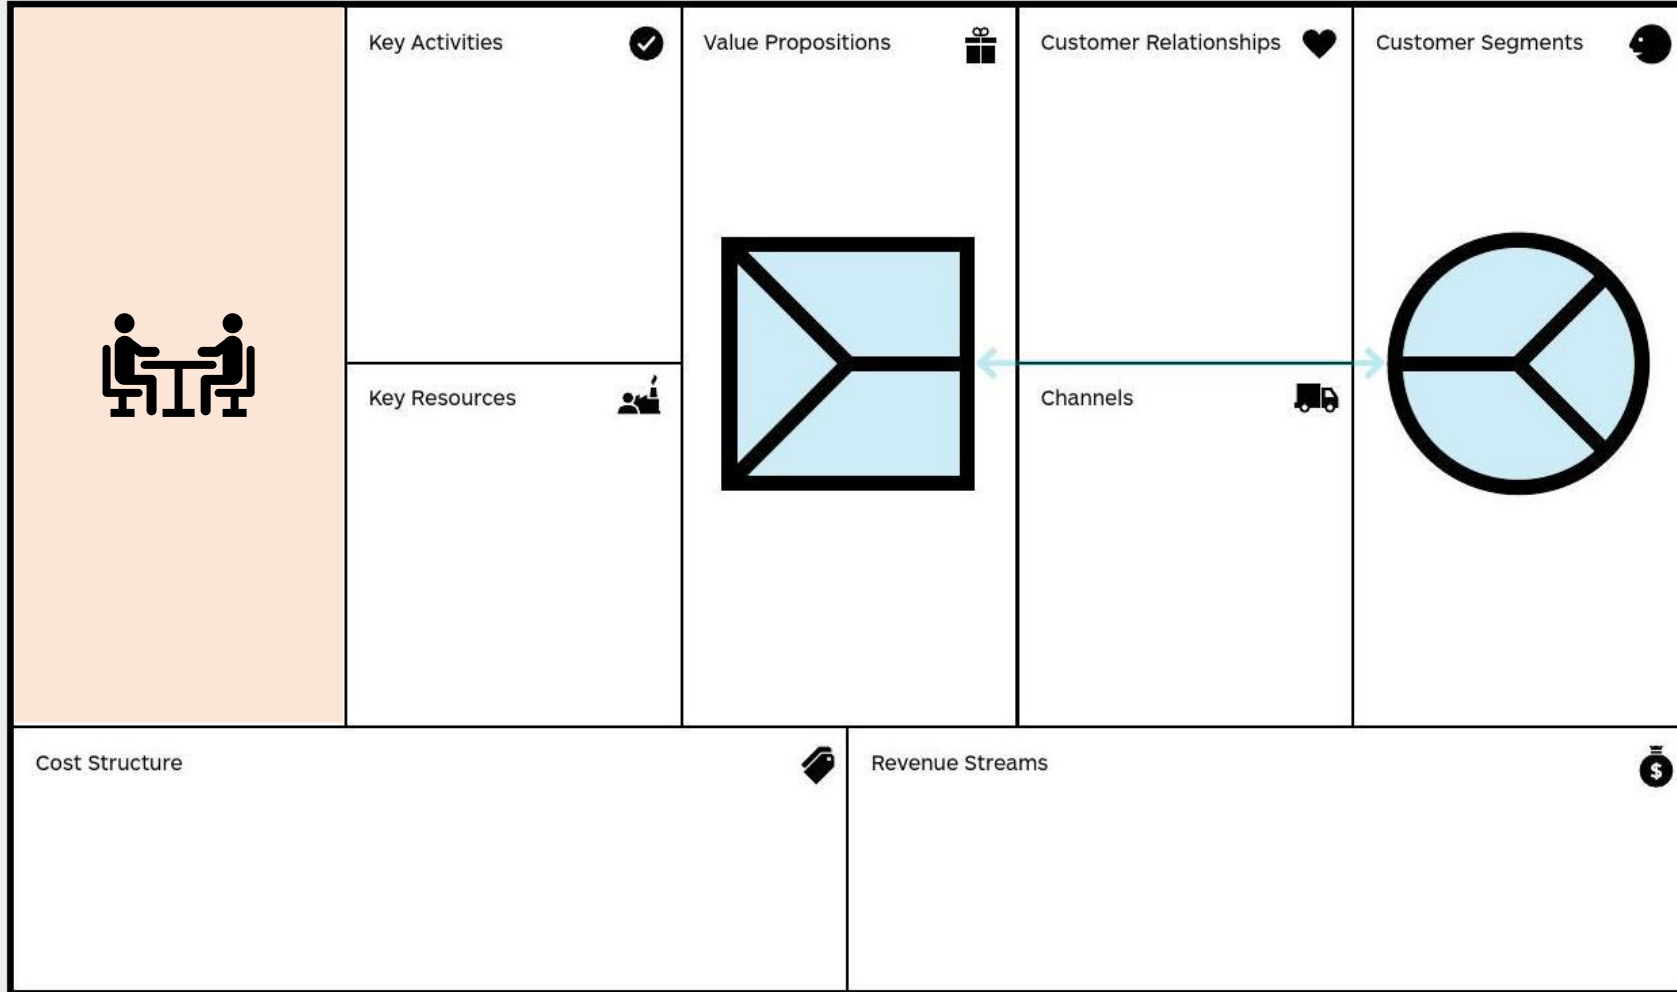 Key Activities
Value Propositions
Customer Relationships
Customer Segments
Key Resources
Channels
Cost Structure
Revenue Streams
$